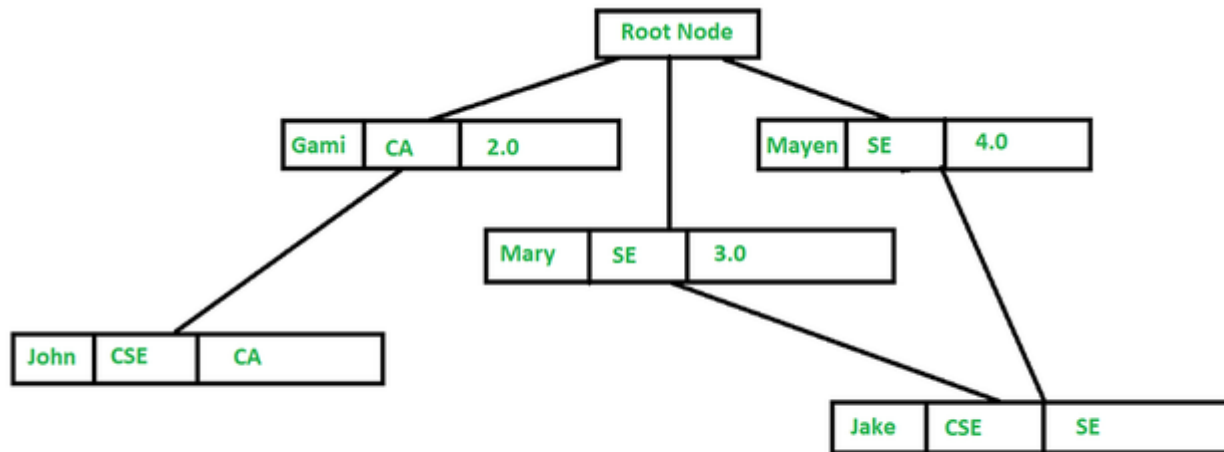 Root Node
Gami CA 2.0
Mayen SE 4.0
Mary SE 3.0
John CSE CA
Jake CSE SE